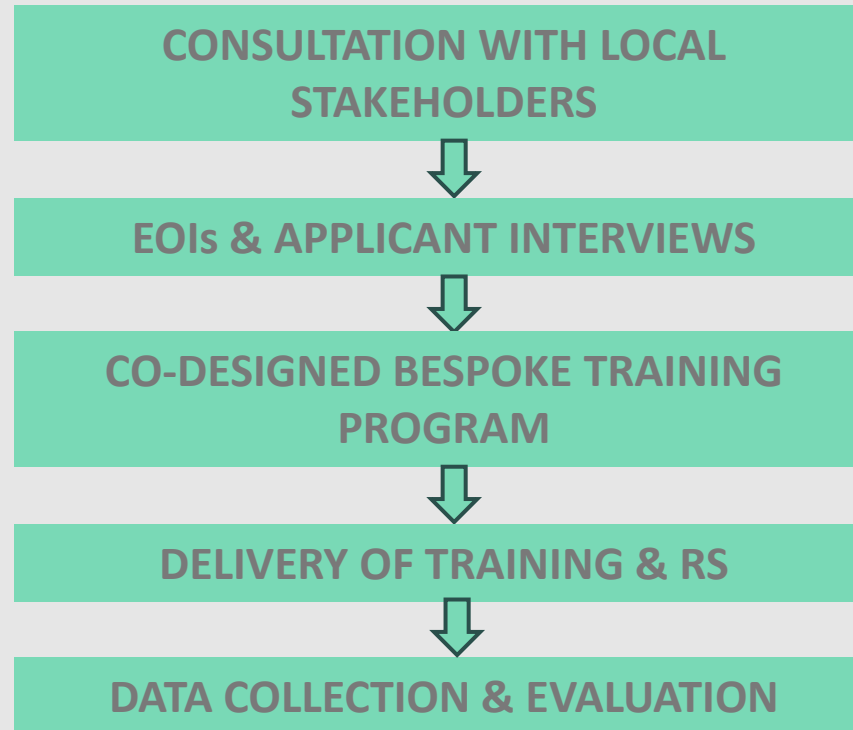 CONSULTATION WITH LOCAL
STAKEHOLDERS
EOIs & APPLICANT INTERVIEWS
CO-DESIGNED BESPOKE TRAINING
PROGRAM
DELIVERY OF TRAINING & RS
DATA COLLECTION & EVALUATION